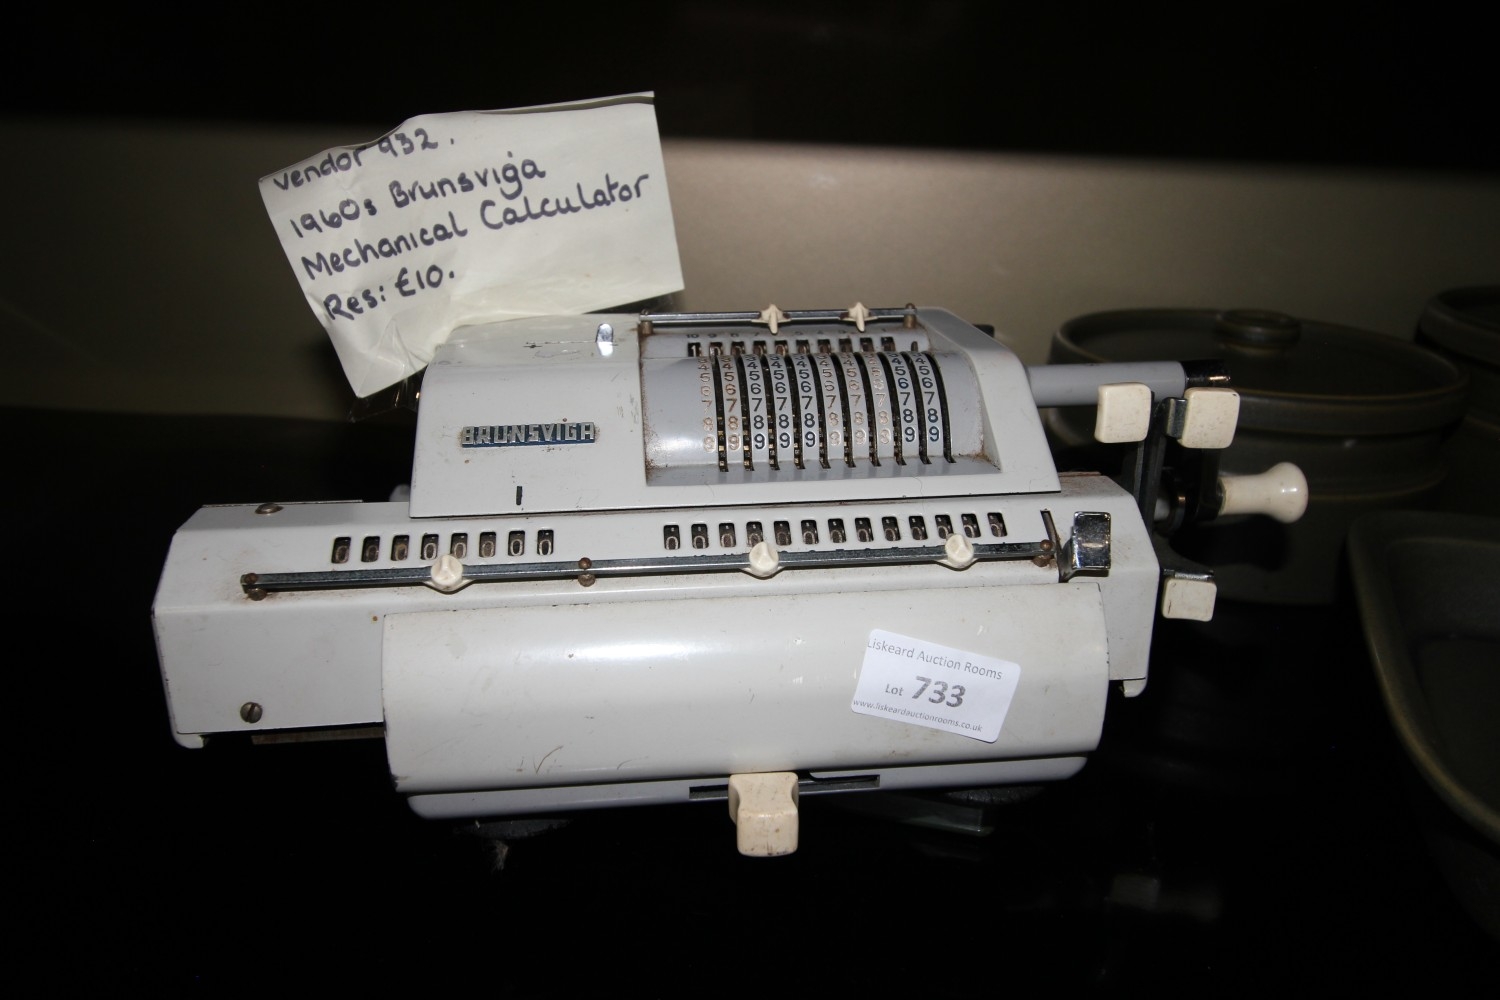 Vendor 932.
1960s Brunsviga
Mechanical Calculator
Res: £10.
BRUNSVIGA
Liskeard Auction Rooms
Lot 733
www.liskeardauctionrooms.co.uk